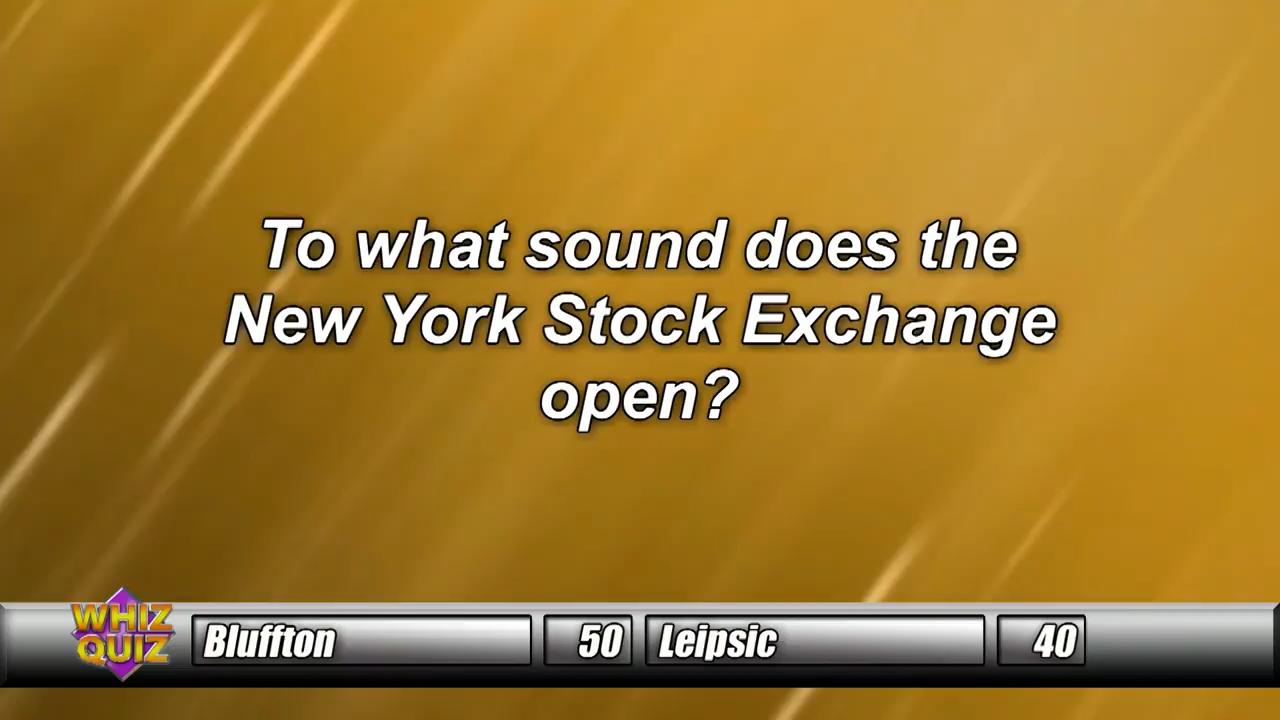 To what sound does the
New York Stock Exchange
open?
WHIZ
QUIZ
Bluffton
50
Leipsic
40